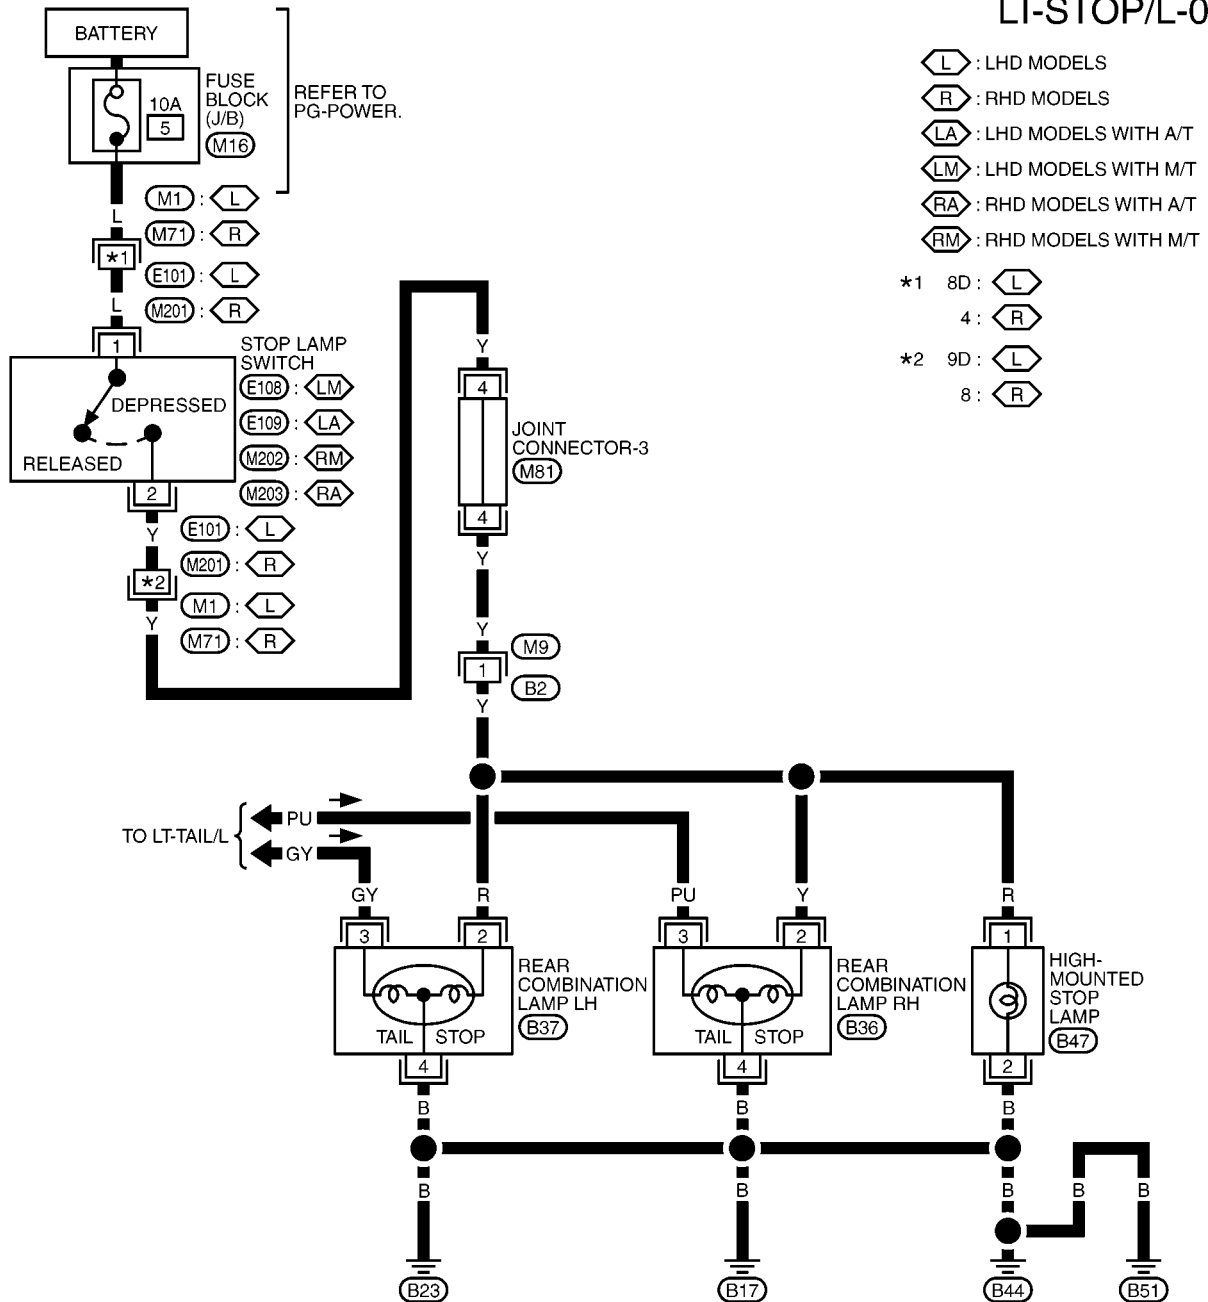 LT-STOP/L-0
BATTERY
FUSE
BLOCK
(J/B)
M16
10A
5
REFER TO
PG-POWER.
L : LHD MODELS
R : RHD MODELS
LA : LHD MODELS WITH A/T
LM : LHD MODELS WITH M/T
RA : RHD MODELS WITH A/T
RM : RHD MODELS WITH M/T
*1 8D : L
4 : R
*2 9D : L
8 : R
L
M1 : L
M71 : R
*1
E101 : L
M201 : R
L
1
STOP LAMP
SWITCH
E108 : LM
E109 : LA
M202 : RM
M203 : RA
DEPRESSED
RELEASED
2
Y
E101 : L
M201 : R
*2
M1 : L
M71 : R
Y
Y
4
JOINT
CONNECTOR-3
M81
4
Y
Y
M9
1
B2
Y
TO LT-TAIL/L
PU
GY
GY R PU Y R
3 2 3 2 1
REAR
COMBINATION
LAMP LH
B37
TAIL STOP
4
REAR
COMBINATION
LAMP RH
B36
TAIL STOP
4
HIGH-
MOUNTED
STOP
LAMP
B47
2
B B B
B B B B B
B23 B17 B44 B51